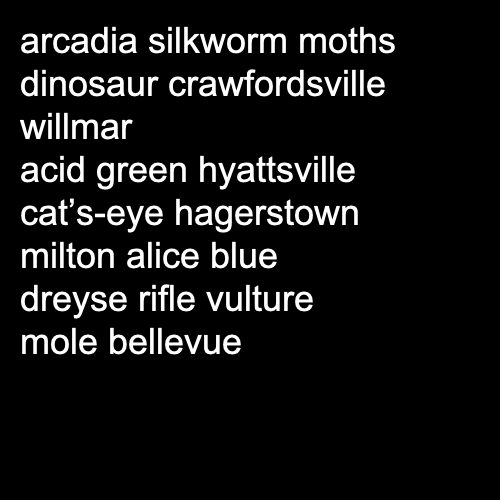 arcadia silkworm moths
dinosaur crawfordsville
willmar
acid green hyattsville
cat’s-eye hagerstown
milton alice blue
dreyse rifle vulture
mole bellevue